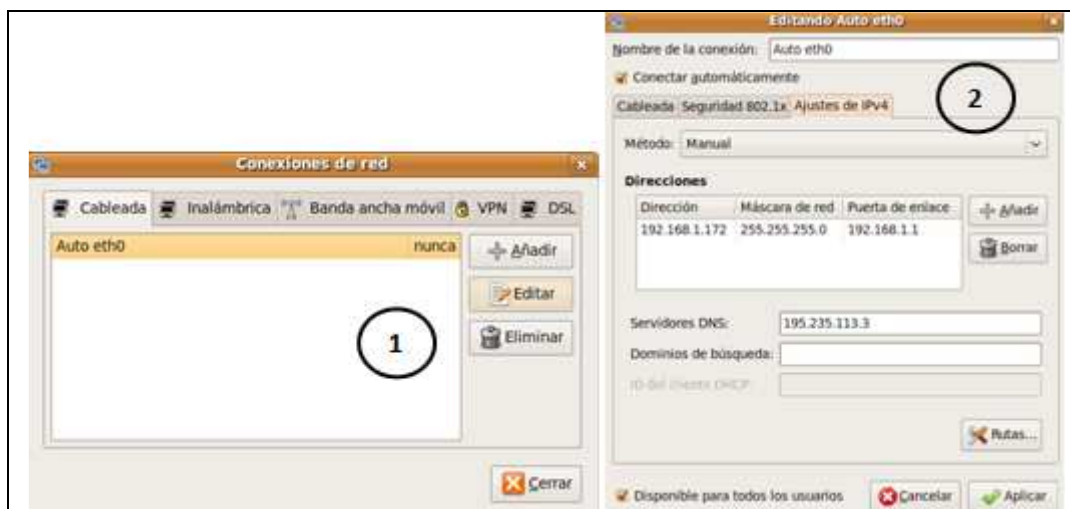 Conexiones de red
Cableada Inalámbrica Banda ancha móvil VPN DSL
Auto eth0 nunca
Añadir
Editar
Eliminar
1
Cerrar
Editando Auto eth0
Nombre de la conexión: Auto eth0
Conectar automáticamente
2
Cableada Seguridad 802.1x Ajustes de IPv4
Método: Manual
Direcciones
Dirección Máscara de red Puerta de enlace
192.168.1.172 255.255.255.0 192.168.1.1
Añadir
Borrar
Servidores DNS: 195.235.113.3
Dominios de búsqueda:
ID del cliente DHCP:
Rutas...
Disponible para todos los usuarios
Cancelar Aplicar